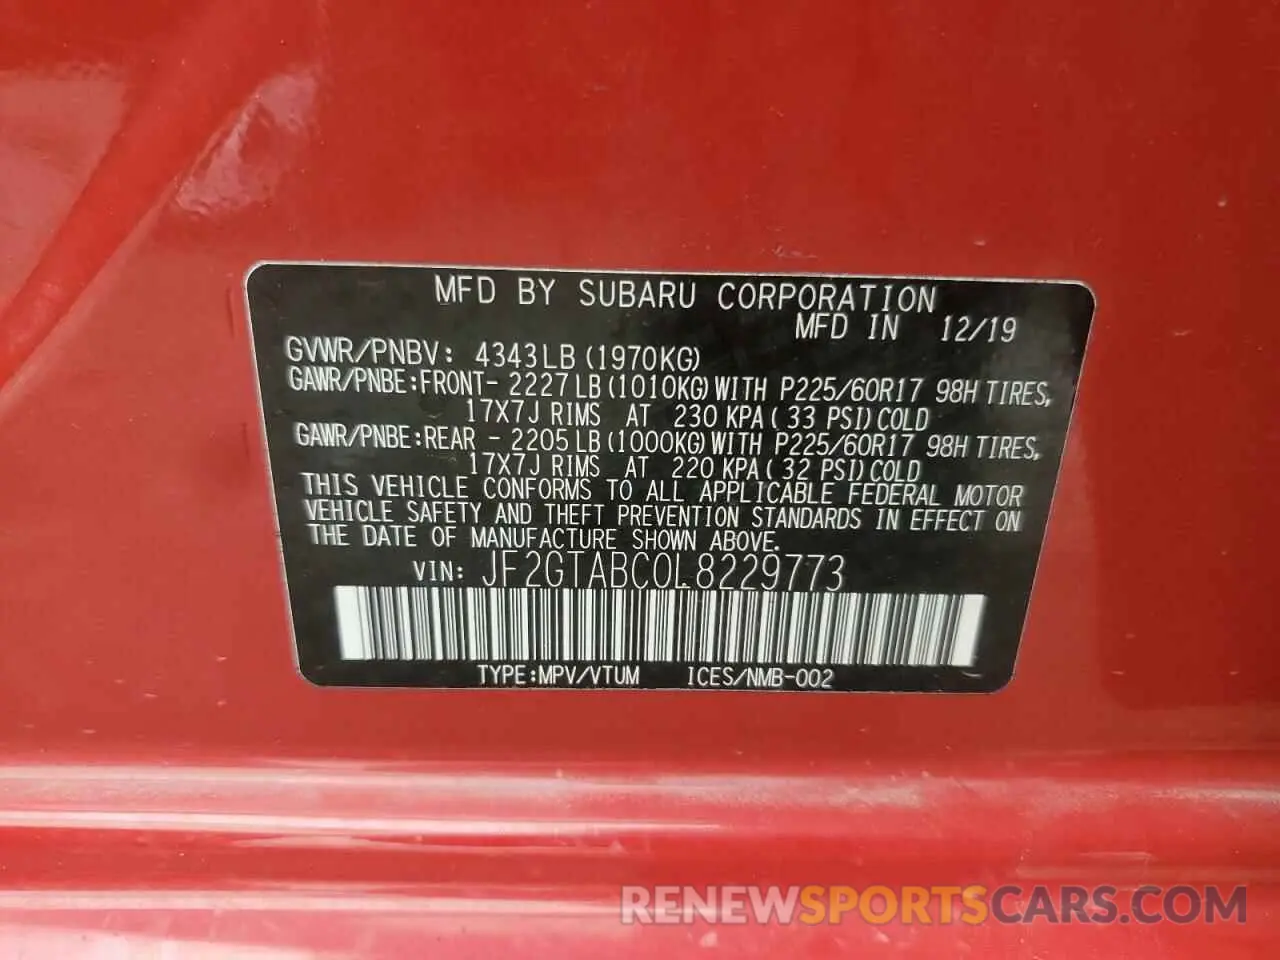 MFD BY SUBARU CORPORATION
MFD IN 12/19
GVWR/PNBV: 4343LB (1970KG)
GAWR/PNBE:FRONT- 2227LB (1010KG) WITH P225/60R17 98H TIRES,
17X7J RIMS AT 230 KPA( 33 PSI) COLD
GAWR/PNBE:REAR - 2205LB (1000KG) WITH P225/60R17 98H TIRES,
17X7J RIMS AT 220 KPA( 32 PSI) COLD
THIS VEHICLE CONFORMS TO ALL APPLICABLE FEDERAL MOTOR
VEHICLE SAFETY AND THEFT PREVENTION STANDARDS IN EFFECT ON
THE DATE OF MANUFACTURE SHOWN ABOVE.
VIN: JF2GTABC0L8229773
TYPE:MPV/VTUM ICES/NMB-002
RENEWSPORTSCARS.COM